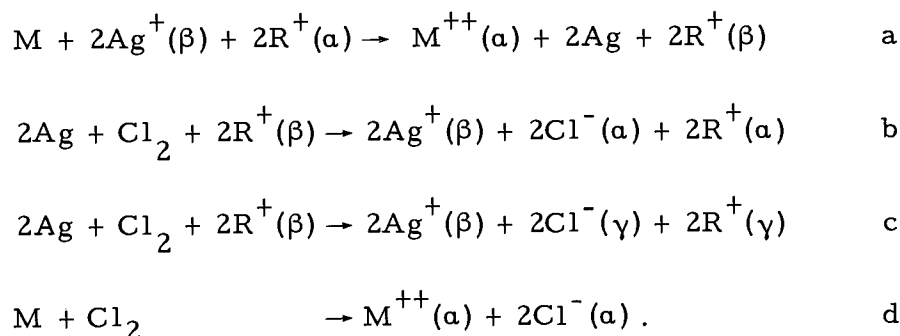 M + 2Ag⁺(β) + 2R⁺(α) → M⁺⁺(α) + 2Ag + 2R⁺(β) a
2Ag + Cl₂ + 2R⁺(β) → 2Ag⁺(β) + 2Cl⁻(α) + 2R⁺(α) b
2Ag + Cl₂ + 2R⁺(β) → 2Ag⁺(β) + 2Cl⁻(γ) + 2R⁺(γ) c
M + Cl₂ → M⁺⁺(α) + 2Cl⁻(α) . d